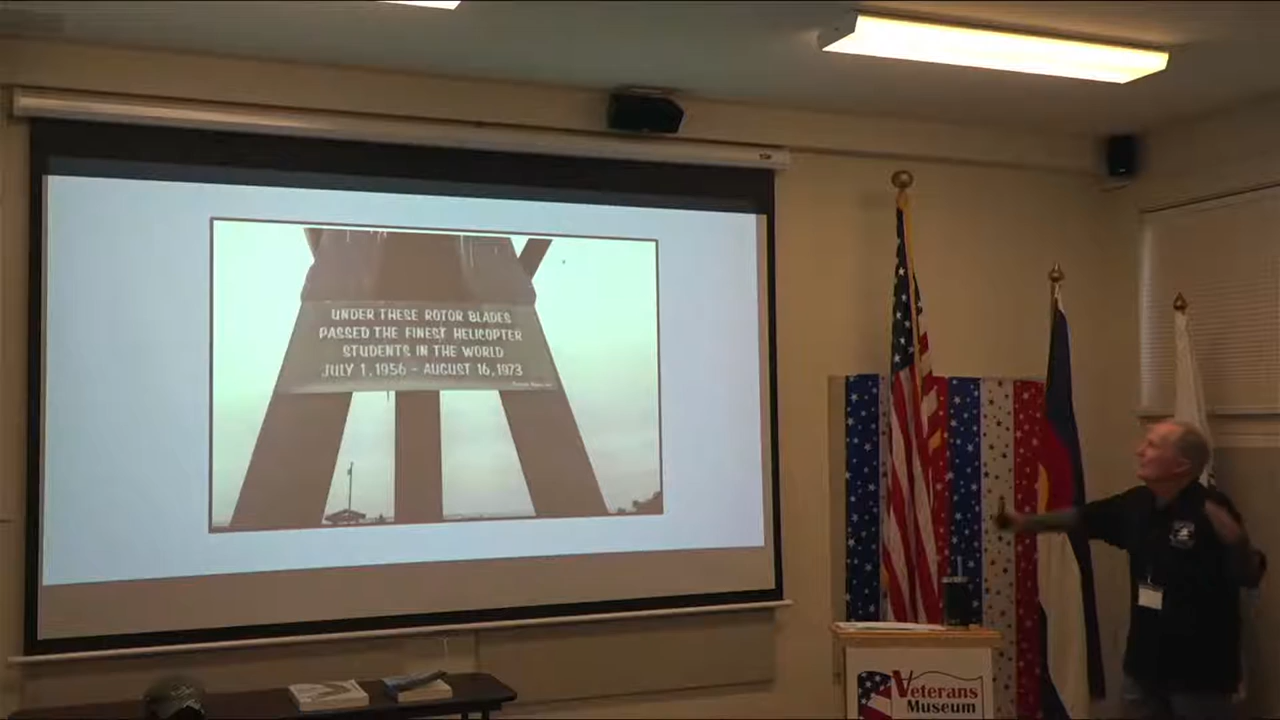 UNDER THESE ROTOR BLADES
PASSED THE FINEST HELICOPTER
STUDENTS IN THE WORLD
JULY 1, 1956 - AUGUST 16, 1973
Veterans
Museum